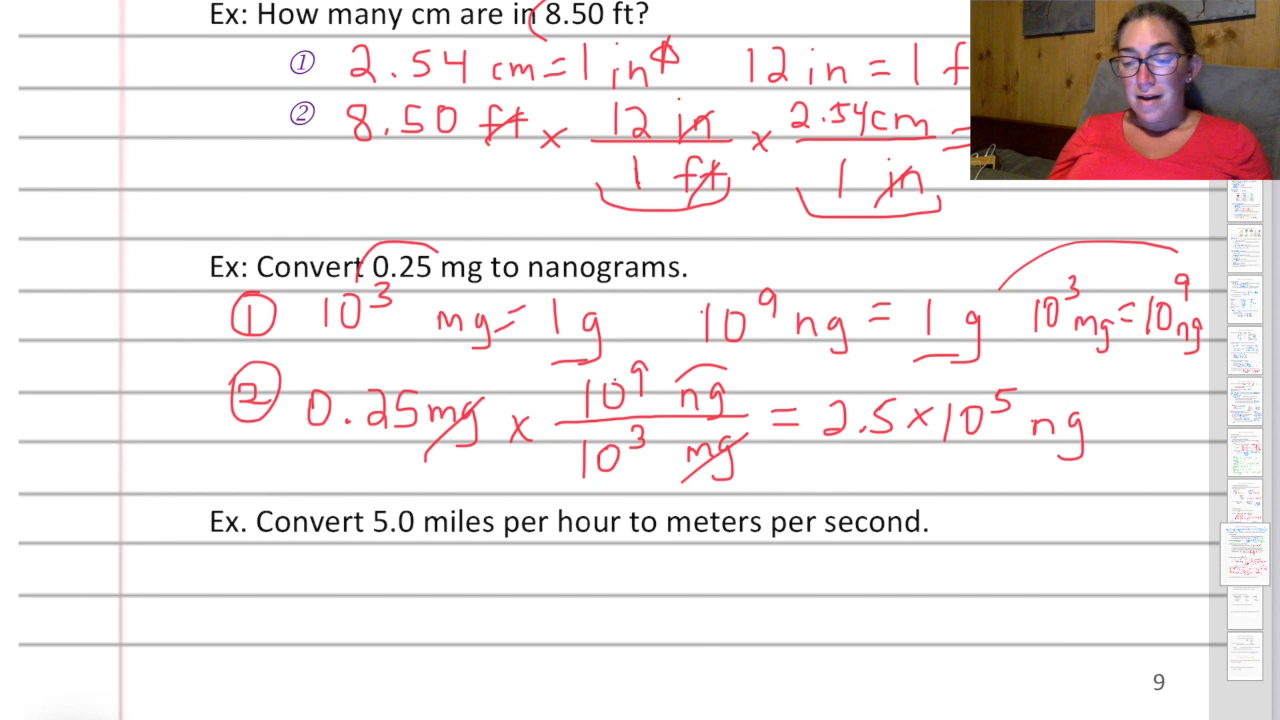 Ex: How many cm are in 8.50 ft?
① 2.54 cm = 1 in 12 in = 1 f
② 8.50 ft x 12 in / 1 ft x 2.54 cm / 1 in =
Ex: Convert 0.25 mg to nanograms.
① 10³ mg = 1 g 10⁹ ng = 1 g 10³ mg = 10⁹ ng
② 0.25 mg x 10⁹ ng / 10³ mg = 2.5 x 10⁵ ng
Ex. Convert 5.0 miles per hour to meters per second.
9